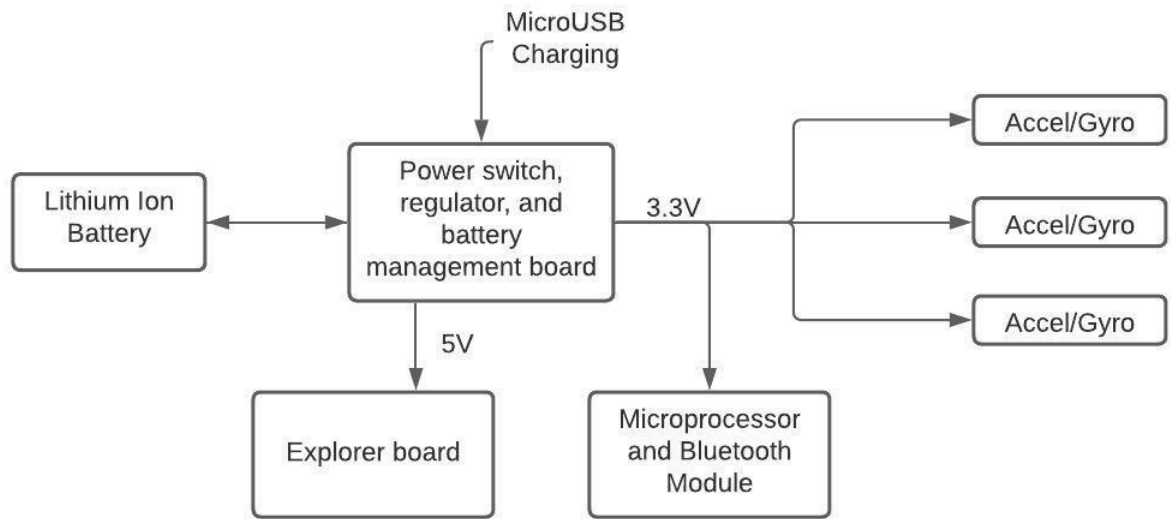 MicroUSB
Charging
Accel/Gyro
Power switch,
regulator, and
battery
management board
Lithium Ion
Battery
3.3V
Accel/Gyro
Accel/Gyro
5V
Explorer board
Microprocessor
and Bluetooth
Module